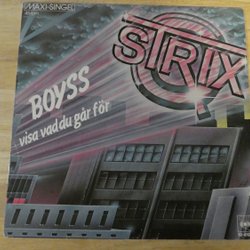 MAXI-SINGEL
STRIX
BOYSS
visa vad du går för